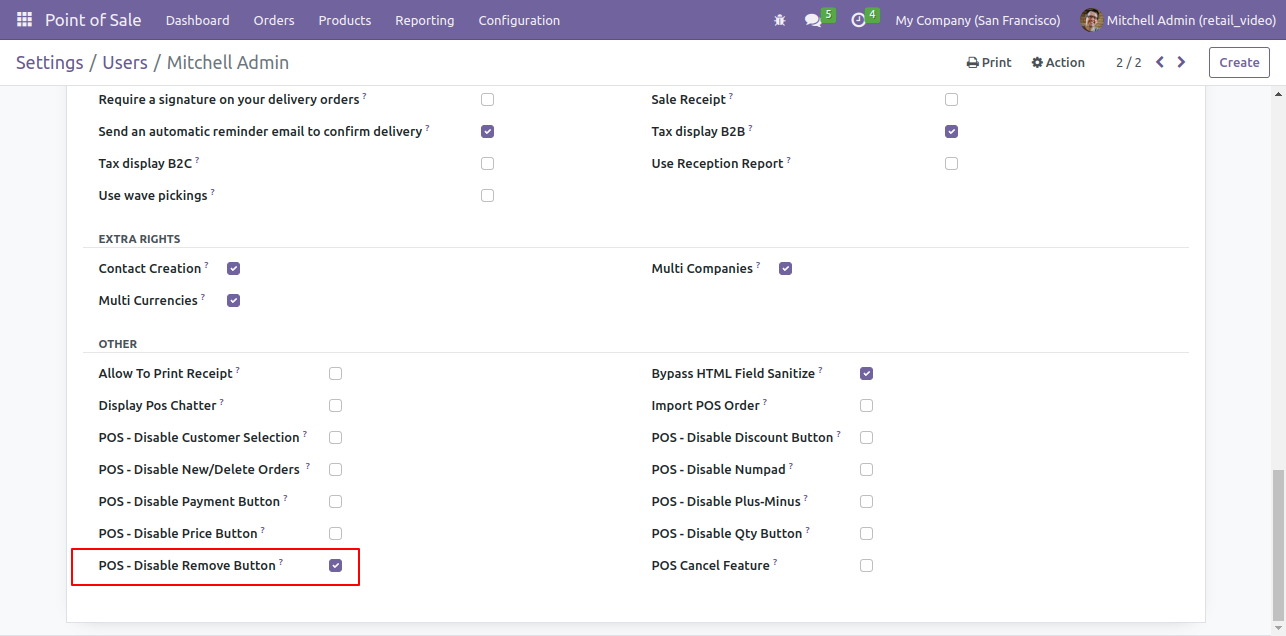 Point of Sale Dashboard Orders Products Reporting Configuration 5 4 My Company (San Francisco) Mitchell Admin (retail_video)
Settings / Users / Mitchell Admin Print Action 2 / 2 Create
Require a signature on your delivery orders ? Sale Receipt ?
Send an automatic reminder email to confirm delivery ? Tax display B2B ?
Tax display B2C ? Use Reception Report ?
Use wave pickings ?
EXTRA RIGHTS
Contact Creation ? Multi Companies ?
Multi Currencies ?
OTHER
Allow To Print Receipt ? Bypass HTML Field Sanitize ?
Display Pos Chatter ? Import POS Order ?
POS - Disable Customer Selection ? POS - Disable Discount Button ?
POS - Disable New/Delete Orders ? POS - Disable Numpad ?
POS - Disable Payment Button ? POS - Disable Plus-Minus ?
POS - Disable Price Button ? POS - Disable Qty Button ?
POS - Disable Remove Button ? POS Cancel Feature ?